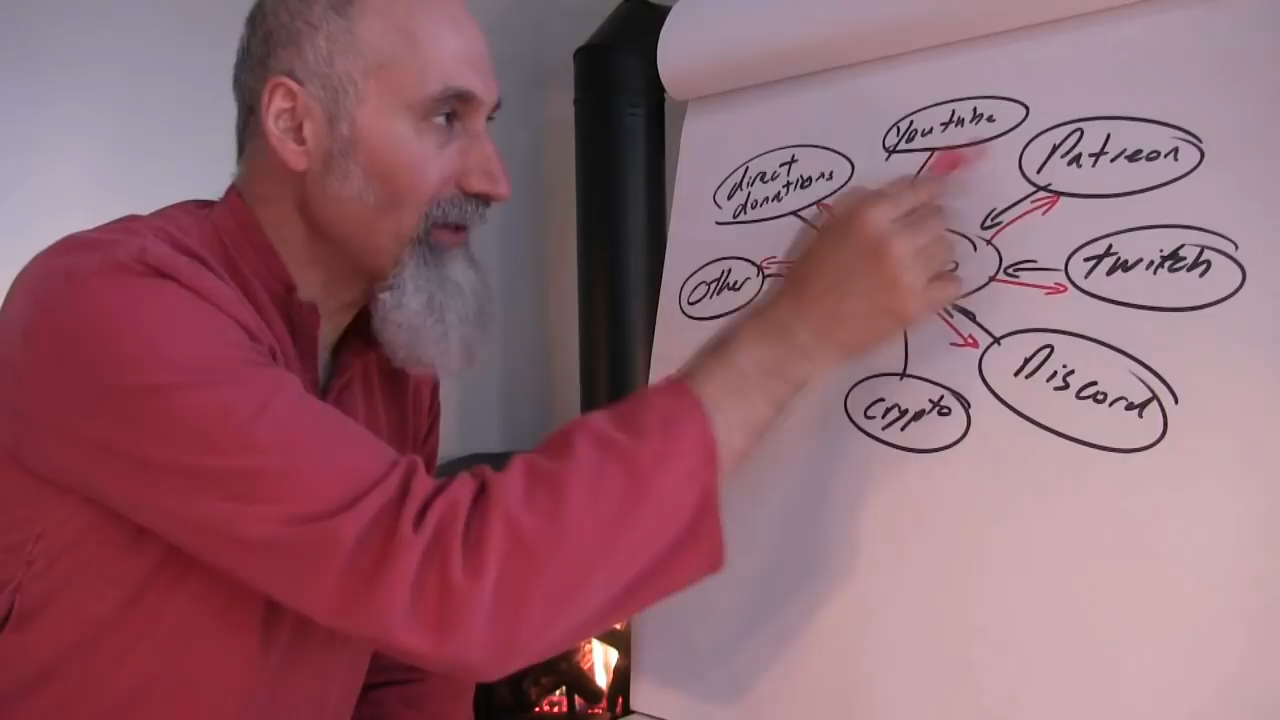 Youtube
Patreon
direct
donations
twitch
Other
Discord
crypto